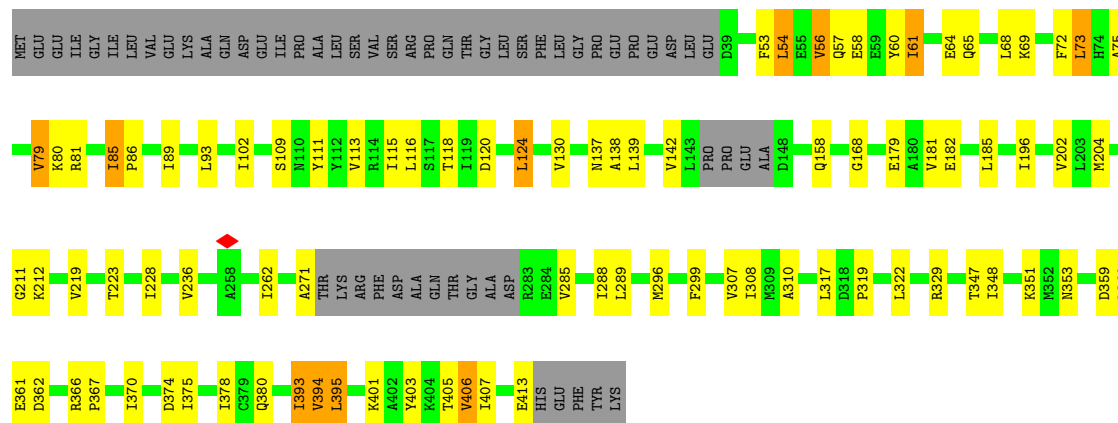 MET GLU GLU ILE GLY ILE LEU VAL GLU LYS ALA GLN ASP GLU ILE PRO ALA LEU SER VAL SER ARG PRO GLN THR GLY LEU SER PHE LEU GLY PRO GLU PRO GLU ASP LEU GLU D39 F53 L54 E55 V56 Q57 E58 E59 Y60 I61 E64 Q65 L68 K69 F72 L73 H74 A75
V79 K80 R81 I85 P86 I89 L93 I102 S109 N110 Y111 Y112 V113 R114 I115 L116 S117 T118 I119 D120 L124 V130 N137 A138 L139 V142 L143 PRO PRO GLU ALA D148 Q158 G168 E179 A180 V181 E182 L185 I196 V202 L203 M204
G211 K212 V219 T223 I228 V236 A258 I262 A271 THR LYS ARG PHE ASP ALA GLN THR GLY ALA ASP R283 E284 V285 I288 L289 M296 F299 V307 I308 M309 A310 L317 D318 P319 L322 R329 T347 I348 K351 M352 N353 D359
E361 D362 R366 P367 I370 D374 I375 I378 C379 Q380 I393 V394 L395 K401 A402 Y403 K404 T405 V406 I407 E413 HIS GLU PHE TYR LYS